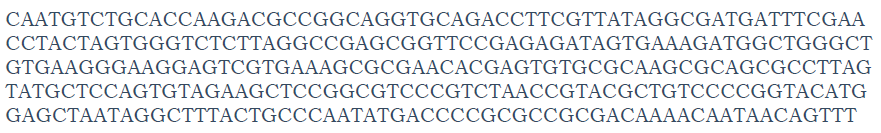 CAATGTCTGCACCAAGACGCCGGCAGGTGCAGACCTTCGTTATAGGCGATGATTTCGAA
CCTACTAGTGGGTCTCTTAGGCCGAGCGGTTCCGAGAGATAGTGAAAGATGGCTGGGCT
GTGAAGGGAAGGAGTCGTGAAAGCGCGAACACGAGTGTGCGCAAGCGCAGCGCCTTAG
TATGCTCCAGTGTAGAAGCTCCGGCGTCCCGTCTAACCGTACGCTGTCCCCGGTACATG
GAGCTAATAGGCTTTACTGCCCAATATGACCCCGCGCCGCGACAAAACAATAACAGTTT